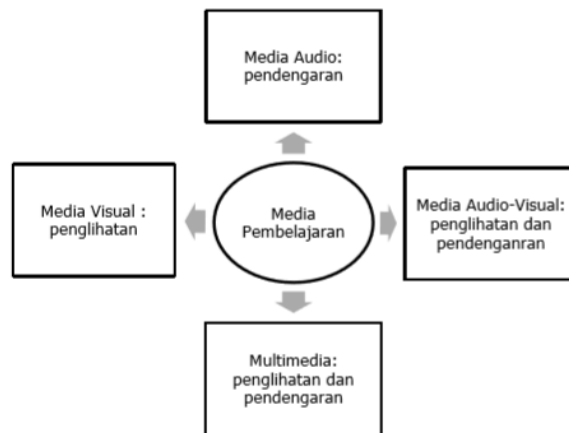 Media Audio:
pendengaran
Media Visual :
penglihatan
Media
Pembelajaran
Media Audio-Visual:
penglihatan dan
pendenganran
Multimedia:
penglihatan dan
pendengaran